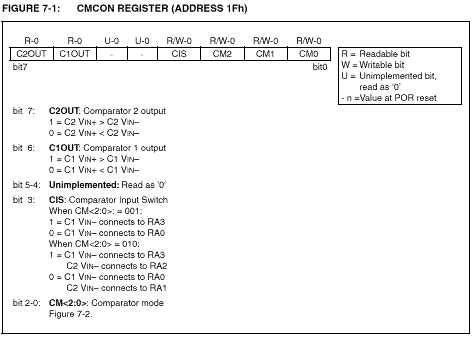 FIGURE 7-1: CMCON REGISTER (ADDRESS 1Fh)
R-0 R-0 U-0 U-0 R/W-0 R/W-0 R/W-0 R/W-0
C2OUT C1OUT - - CIS CM2 CM1 CM0
bit7 bit0
R = Readable bit
W = Writable bit
U = Unimplemented bit,
read as ‘0’
- n =Value at POR reset
bit 7: C2OUT: Comparator 2 output
1 = C2 VIN+ > C2 VIN–
0 = C2 VIN+ < C2 VIN–
bit 6: C1OUT: Comparator 1 output
1 = C1 VIN+ > C1 VIN–
0 = C1 VIN+ < C1 VIN–
bit 5-4: Unimplemented: Read as '0'
bit 3: CIS: Comparator Input Switch
When CM<2:0>: = 001:
1 = C1 VIN– connects to RA3
0 = C1 VIN– connects to RA0
When CM<2:0> = 010:
1 = C1 VIN– connects to RA3
C2 VIN– connects to RA2
0 = C1 VIN– connects to RA0
C2 VIN– connects to RA1
bit 2-0: CM<2:0>: Comparator mode
Figure 7-2.